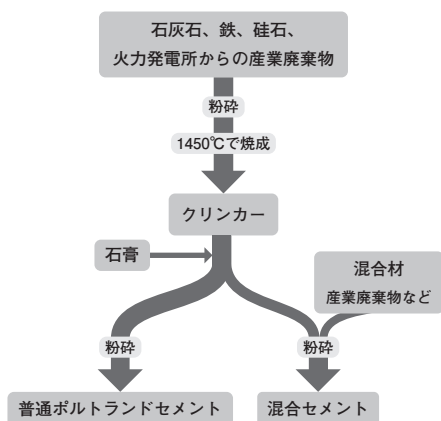 石灰石、鉄、硅石、
火力発電所からの産業廃棄物
粉砕
1450℃で焼成
クリンカー
石膏
混合材
産業廃棄物など
粉砕
粉砕
普通ポルトランドセメント
混合セメント